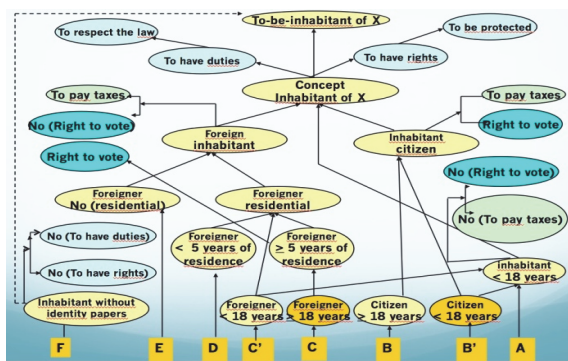 To-be-inhabitant of X
To respect the law
To be protected
To have duties
To have rights
Concept
Inhabitant of X
To pay taxes
To pay taxes
No (Right to vote)
Foreign
inhabitant
Inhabitant
citizen
Right to vote
Right to vote
No (Right to vote)
Foreigner
No (residential)
Foreigner
residential
No (To pay taxes)
No (To have duties)
Foreigner
< 5 years of
residence
Foreigner
≥ 5 years of
residence
No (To have rights)
Inhabitant
< 18 years
Inhabitant without
identity papers
Foreigner
< 18 years
Foreigner
≥ 18 years
Citizen
≥ 18 years
Citizen
< 18 years
F
E
D
C'
C
B
B'
A